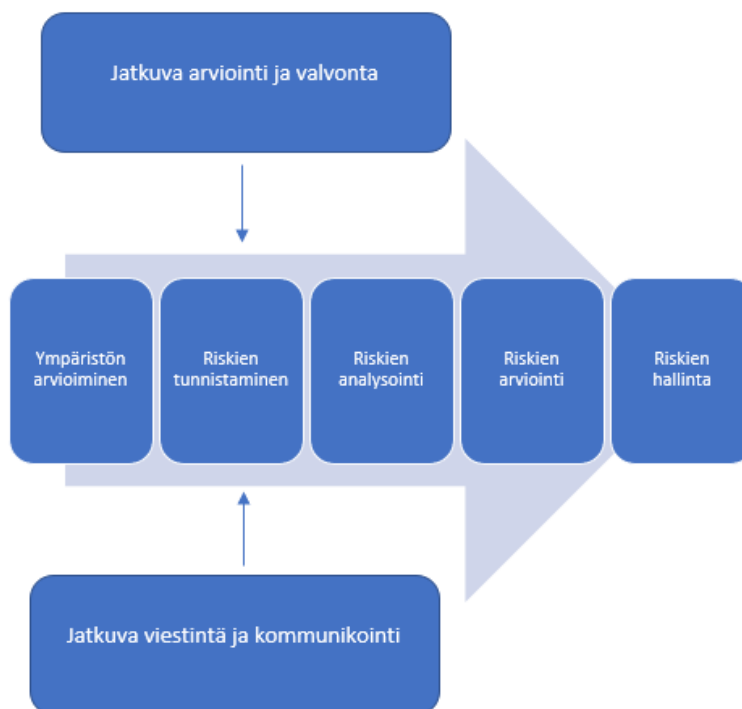 Jatkuva arviointi ja valvonta
Ympäristön
arvioiminen
Riskien
tunnistaminen
Riskien
analysointi
Riskien
arviointi
Riskien
hallinta
Jatkuva viestintä ja kommunikointi